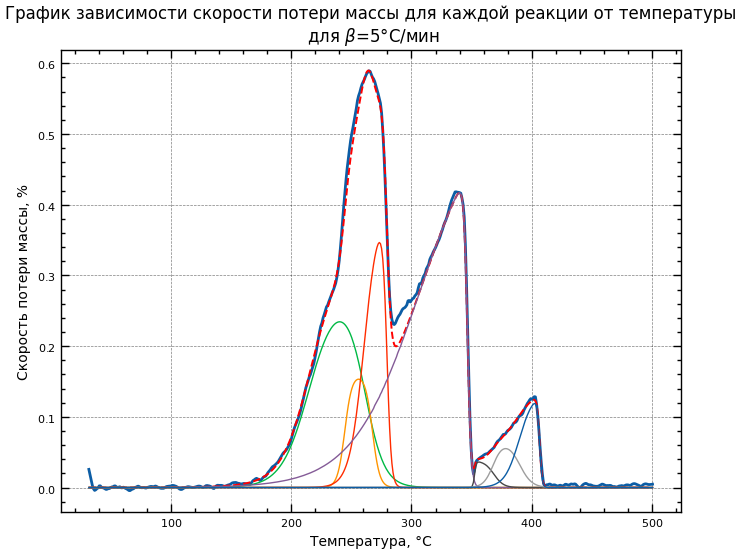 График зависимости скорости потери массы для каждой реакции от температуры
для β=5°C/мин
Скорость потери массы, %
0.6
0.5
0.4
0.3
0.2
0.1
0.0
100 200 300 400 500
Температура, °C